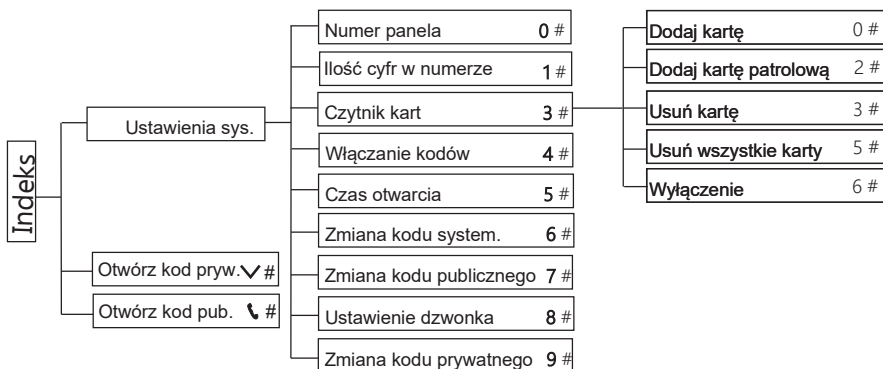 Indeks
Ustawienia sys.
Otwórz kod pryw. #
Otwórz kod pub. #
Numer panela 0 #
Ilość cyfr w numerze 1 #
Czytnik kart 3 #
Włączanie kodów 4 #
Czas otwarcia 5 #
Zmiana kodu system. 6 #
Zmiana kodu publicznego 7 #
Ustawienie dzwonka 8 #
Zmiana kodu prywatnego 9 #
Dodaj kartę 0 #
Dodaj kartę patrolową 2 #
Usuń kartę 3 #
Usuń wszystkie karty 5 #
Wyłączenie 6 #